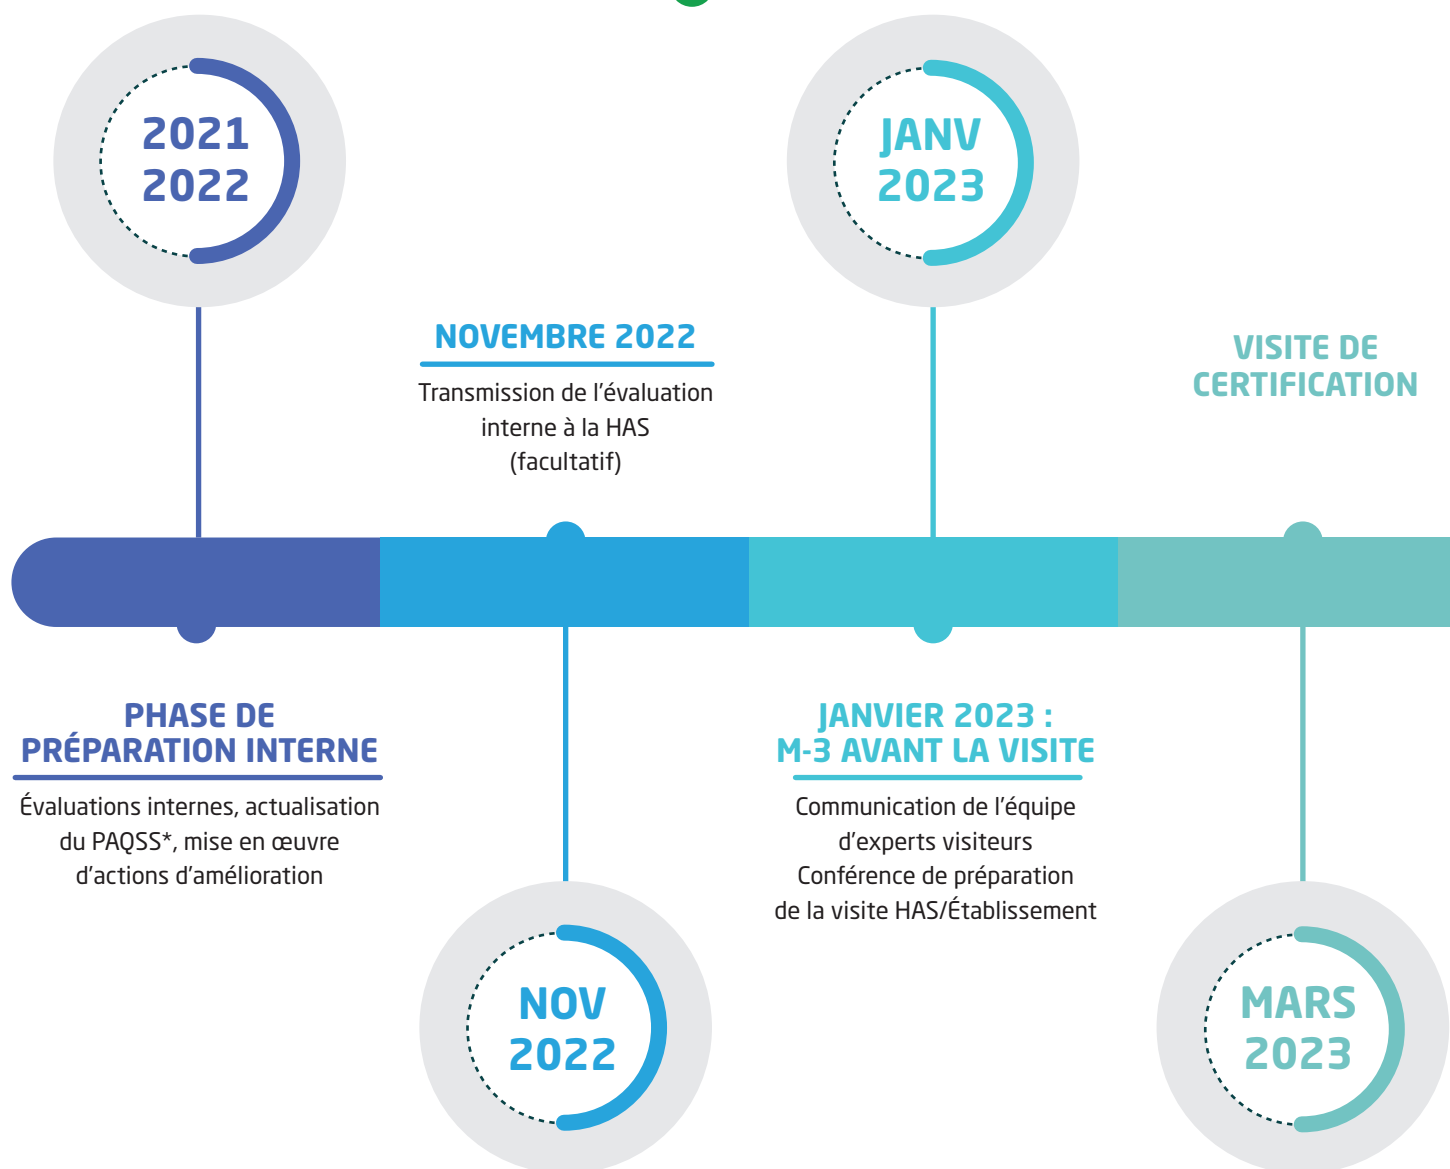 2021
2022
PHASE DE
PRÉPARATION INTERNE
Évaluations internes, actualisation
du PAQSS*, mise en œuvre
d'actions d'amélioration
NOVEMBRE 2022
Transmission de l'évaluation
interne à la HAS
(facultatif)
NOV
2022
JANV
2023
JANVIER 2023 :
M-3 AVANT LA VISITE
Communication de l'équipe
d'experts visiteurs
Conférence de préparation
de la visite HAS/Établissement
VISITE DE
CERTIFICATION
MARS
2023